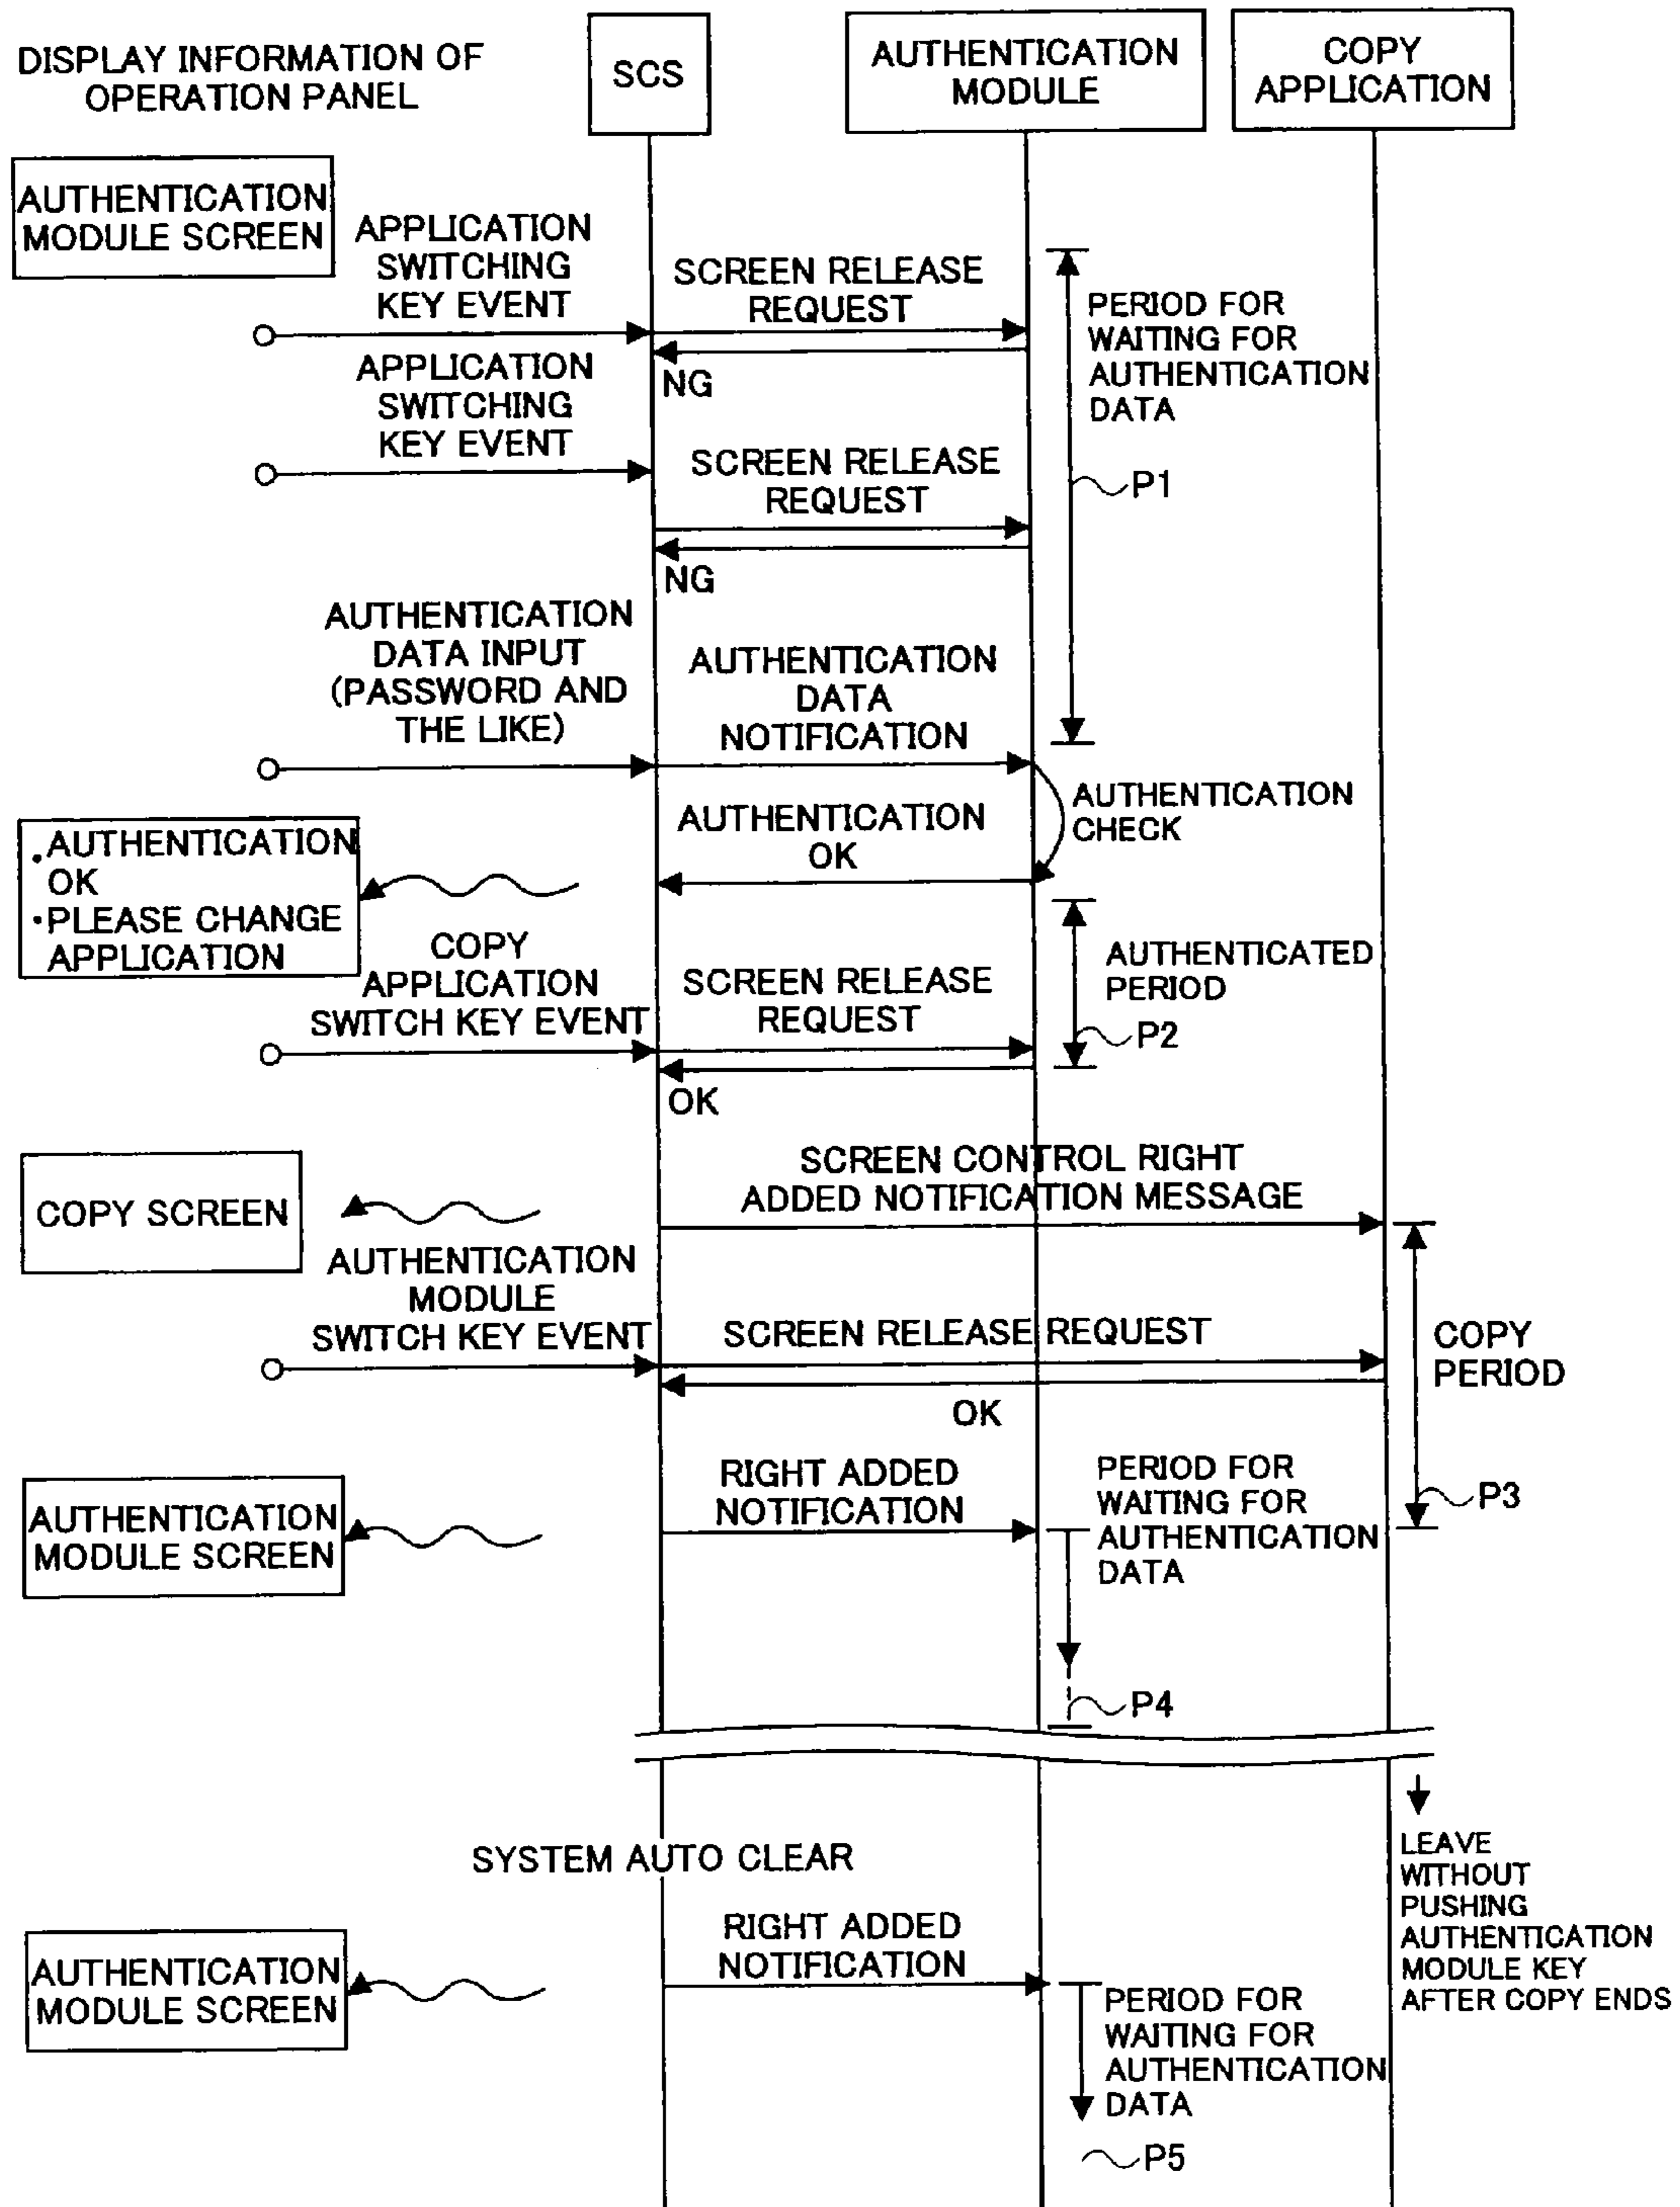 DISPLAY INFORMATION OF
OPERATION PANEL
SCS
AUTHENTICATION
MODULE
COPY
APPLICATION
AUTHENTICATION
MODULE SCREEN
APPLICATION
SWITCHING
KEY EVENT
SCREEN RELEASE
REQUEST
NG
PERIOD FOR
WAITING FOR
AUTHENTICATION
DATA
P1
APPLICATION
SWITCHING
KEY EVENT
SCREEN RELEASE
REQUEST
NG
AUTHENTICATION
DATA INPUT
(PASSWORD AND
THE LIKE)
AUTHENTICATION
DATA
NOTIFICATION
AUTHENTICATION
CHECK
AUTHENTICATION
OK
.AUTHENTICATION
OK
·PLEASE CHANGE
APPLICATION
AUTHENTICATED
PERIOD
P2
COPY
APPLICATION
SWITCH KEY EVENT
SCREEN RELEASE
REQUEST
OK
COPY SCREEN
SCREEN CONTROL RIGHT
ADDED NOTIFICATION MESSAGE
AUTHENTICATION
MODULE
SWITCH KEY EVENT
SCREEN RELEASE REQUEST
OK
COPY
PERIOD
P3
AUTHENTICATION
MODULE SCREEN
RIGHT ADDED
NOTIFICATION
PERIOD FOR
WAITING FOR
AUTHENTICATION
DATA
P4
SYSTEM AUTO CLEAR
LEAVE
WITHOUT
PUSHING
AUTHENTICATION
MODULE KEY
AFTER COPY ENDS
AUTHENTICATION
MODULE SCREEN
RIGHT ADDED
NOTIFICATION
PERIOD FOR
WAITING FOR
AUTHENTICATION
DATA
P5